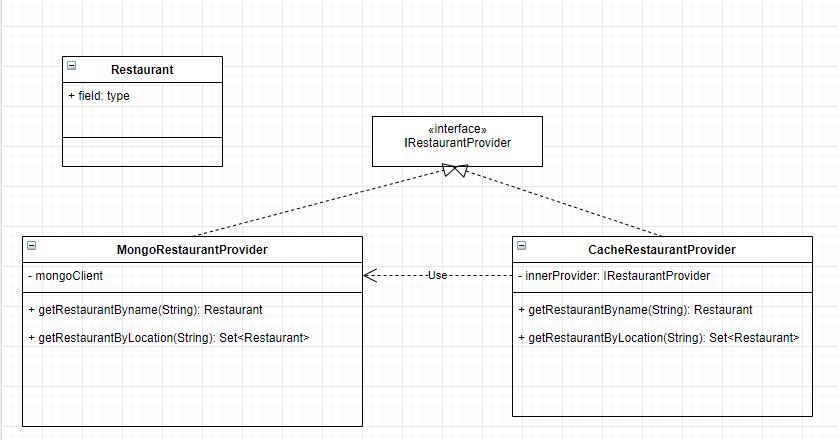 Restaurant
+ field: type
«interface»
IRestaurantProvider
MongoRestaurantProvider
- mongoClient
+ getRestaurantByname(String): Restaurant
+ getRestaurantByLocation(String): Set<Restaurant>
Use
CacheRestaurantProvider
- innerProvider: IRestaurantProvider
+ getRestaurantByname(String): Restaurant
+ getRestaurantByLocation(String): Set<Restaurant>